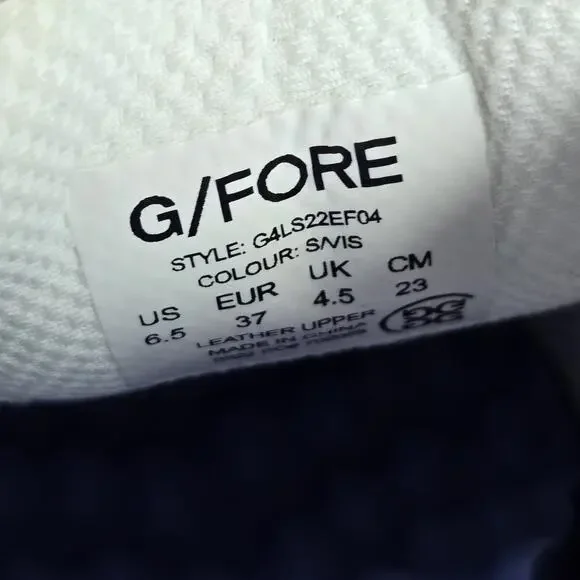 G/FORE
STYLE: G4LS22EF04
COLOUR: S/VIS
US EUR UK CM
6.5 37 4.5 23
LEATHER UPPER
MADE IN CHINA